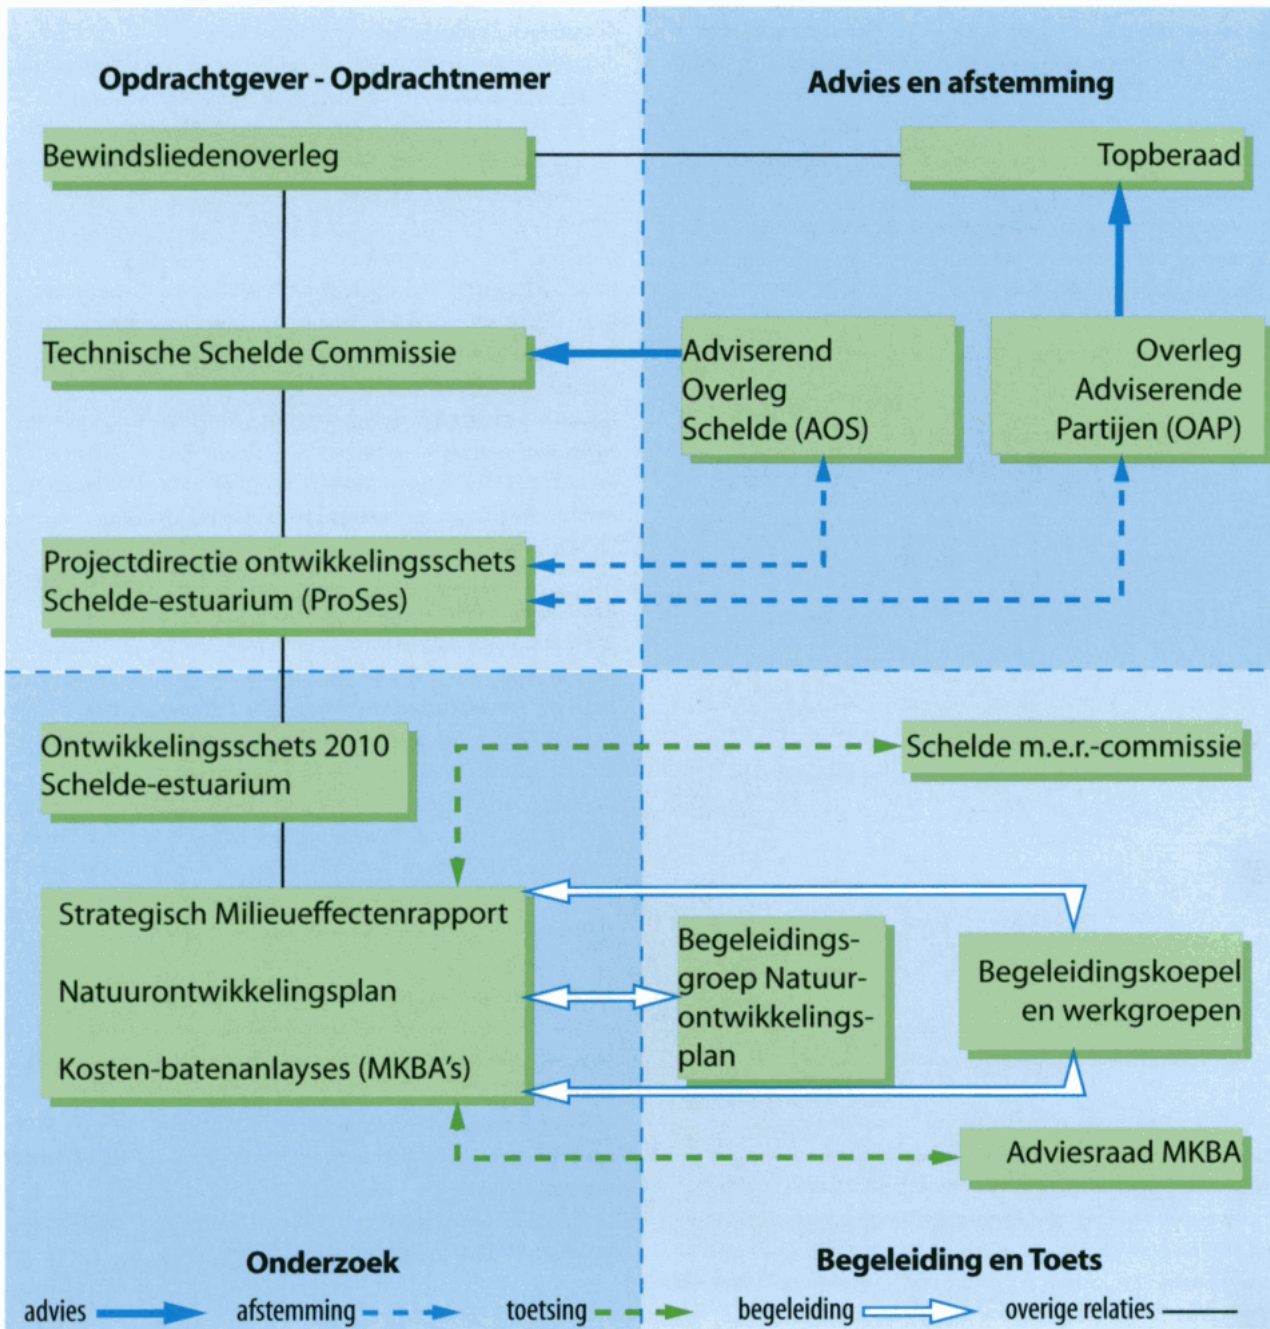 Opdrachtgever - Opdrachtnemer
Advies en afstemming
Bewindsliedenoverleg
Topberaad
Technische Schelde Commissie
Adviserend
Overleg
Schelde (AOS)
Overleg
Adviserende
Partijen (OAP)
Projectdirectie ontwikkelingsschets
Schelde-estuarium (ProSes)
Ontwikkelingsschets 2010
Schelde-estuarium
Schelde m.e.r.-commissie
Strategisch Milieueffectenrapport
Natuurontwikkelingsplan
Kosten-batenanlayses (MKBA's)
Begeleidings-
groep Natuur-
ontwikkelings-
plan
Begeleidingskoepel
en werkgroepen
Adviesraad MKBA
Onderzoek
Begeleiding en Toets
advies
afstemming
toetsing
begeleiding
overige relaties